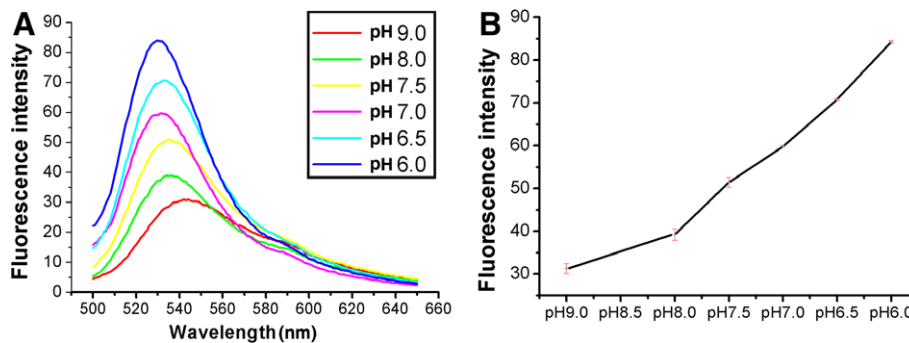 A
Fluorescence intensity
90
80
70
60
50
40
30
20
10
0
500 520 540 560 580 600 620 640 660
Wavelength (nm)
pH 9.0
pH 8.0
pH 7.5
pH 7.0
pH 6.5
pH 6.0
B
Fluorescence intensity
90
80
70
60
50
40
30
pH9.0 pH8.5 pH8.0 pH7.5 pH7.0 pH6.5 pH6.0